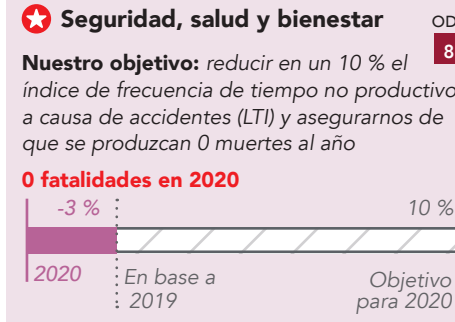 Seguridad, salud y bienestar
OD
8
Nuestro objetivo: reducir en un 10 % el
índice de frecuencia de tiempo no productivo
a causa de accidentes (LTI) y asegurarnos de
que se produzcan 0 muertes al año
0 fatalidades en 2020
-3 %
10 %
2020
En base a
2019
Objetivo
para 2020